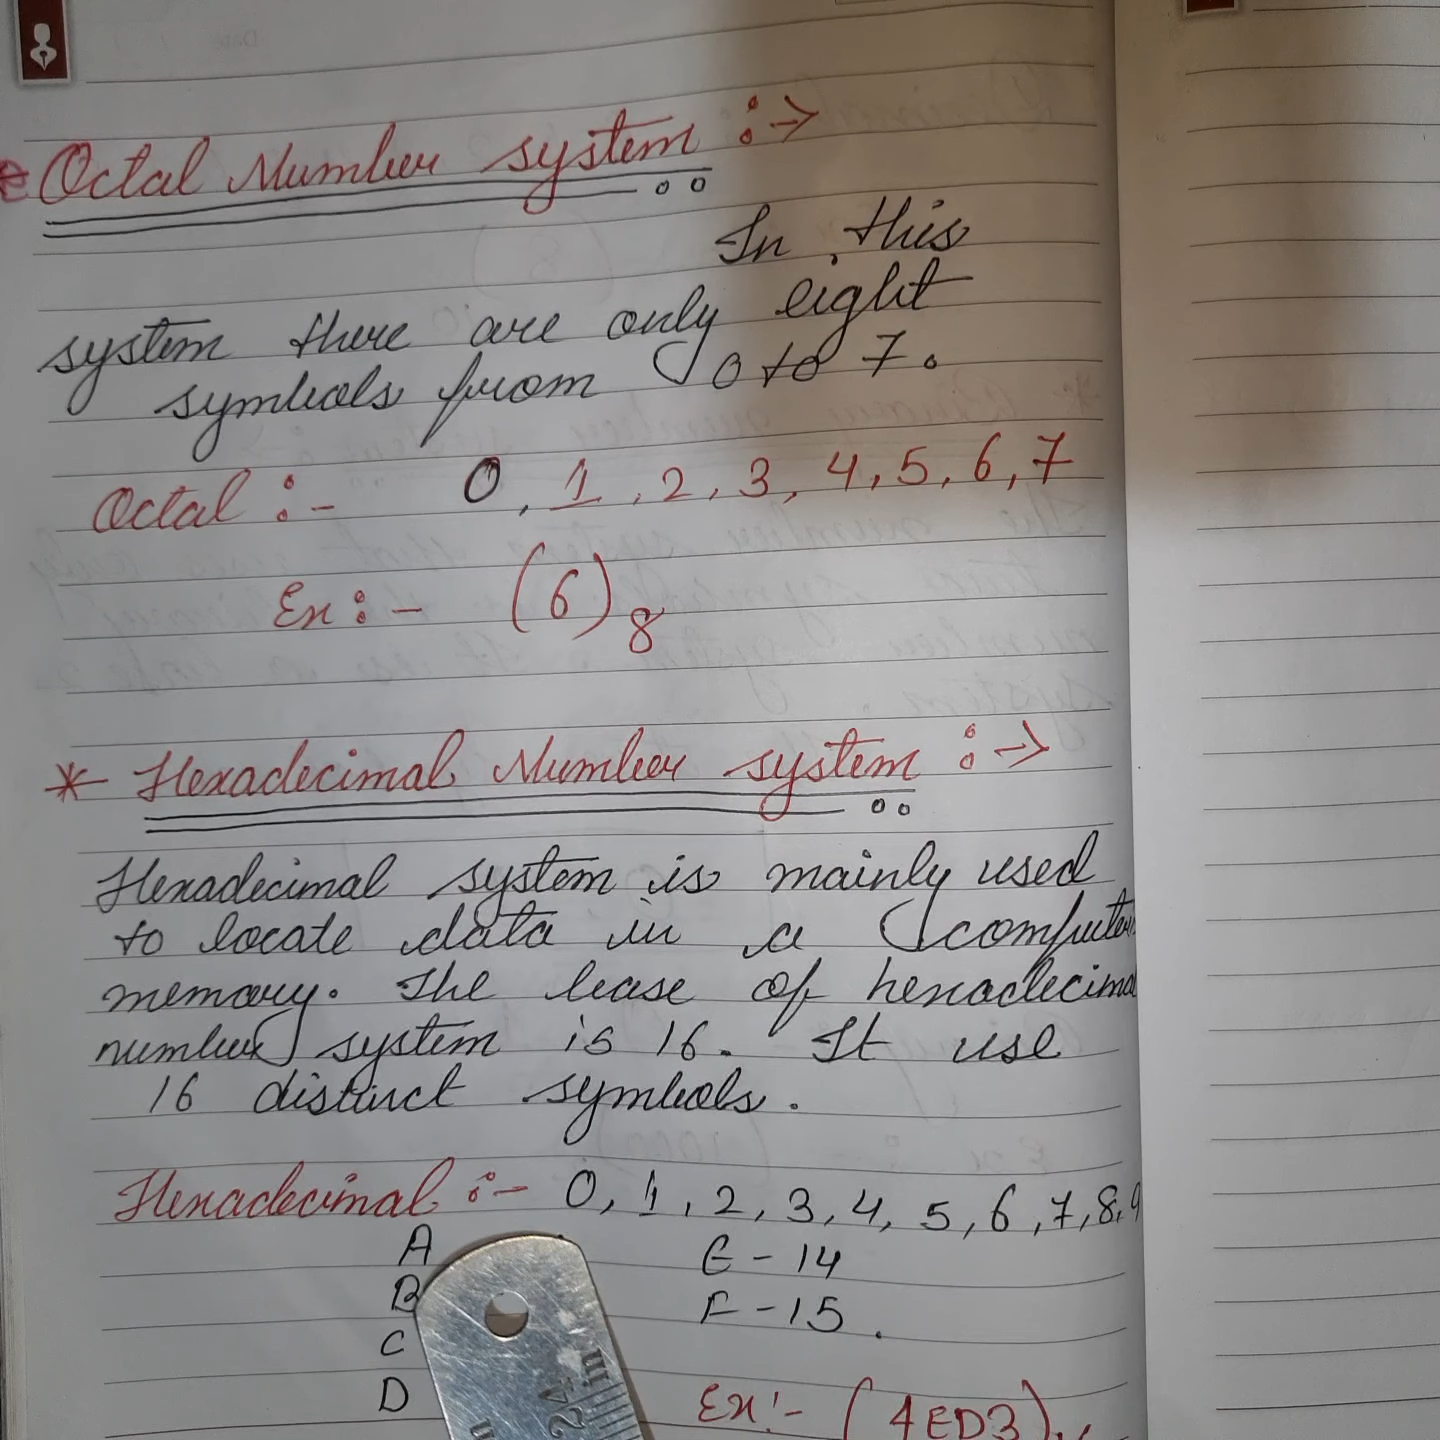 Octal Number system :->
In this
system there are only eight
symbols from 0 to 7.
Octal :- 0, 1, 2, 3, 4, 5, 6, 7
Ex :- (6)8
* Hexadecimal Number system :->
Hexadecimal system is mainly used
to locate data in a computer
memory. The base of hexadecimal
number system is 16. It use
16 distinct symbols.
Hexadecimal :- 0, 1, 2, 3, 4, 5, 6, 7, 8, 9
A E - 14
B F - 15.
C
D Ex :- (4ED3)